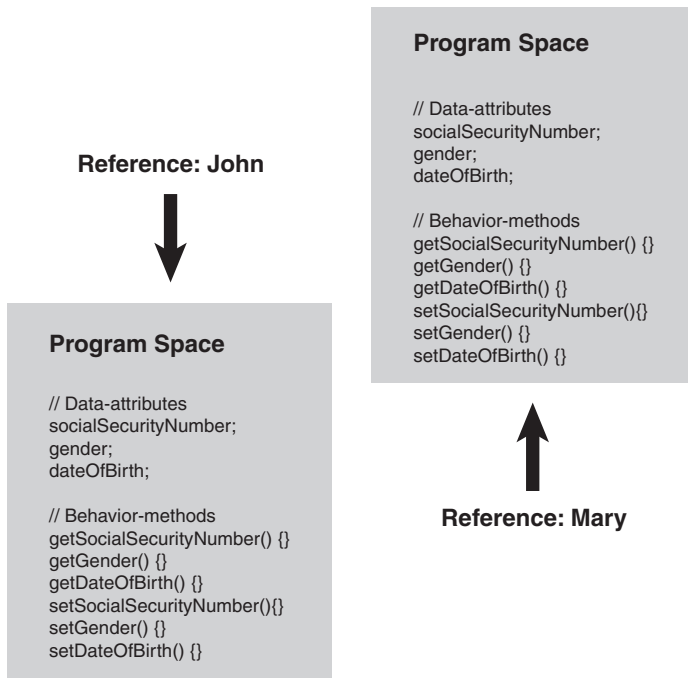 Reference: John
Program Space
// Data-attributes
socialSecurityNumber;
gender;
dateOfBirth;
// Behavior-methods
getSocialSecurityNumber() {}
getGender() {}
getDateOfBirth() {}
setSocialSecurityNumber(){}
setGender() {}
setDateOfBirth() {}
Program Space
// Data-attributes
socialSecurityNumber;
gender;
dateOfBirth;
// Behavior-methods
getSocialSecurityNumber() {}
getGender() {}
getDateOfBirth() {}
setSocialSecurityNumber(){}
setGender() {}
setDateOfBirth() {}
Reference: Mary